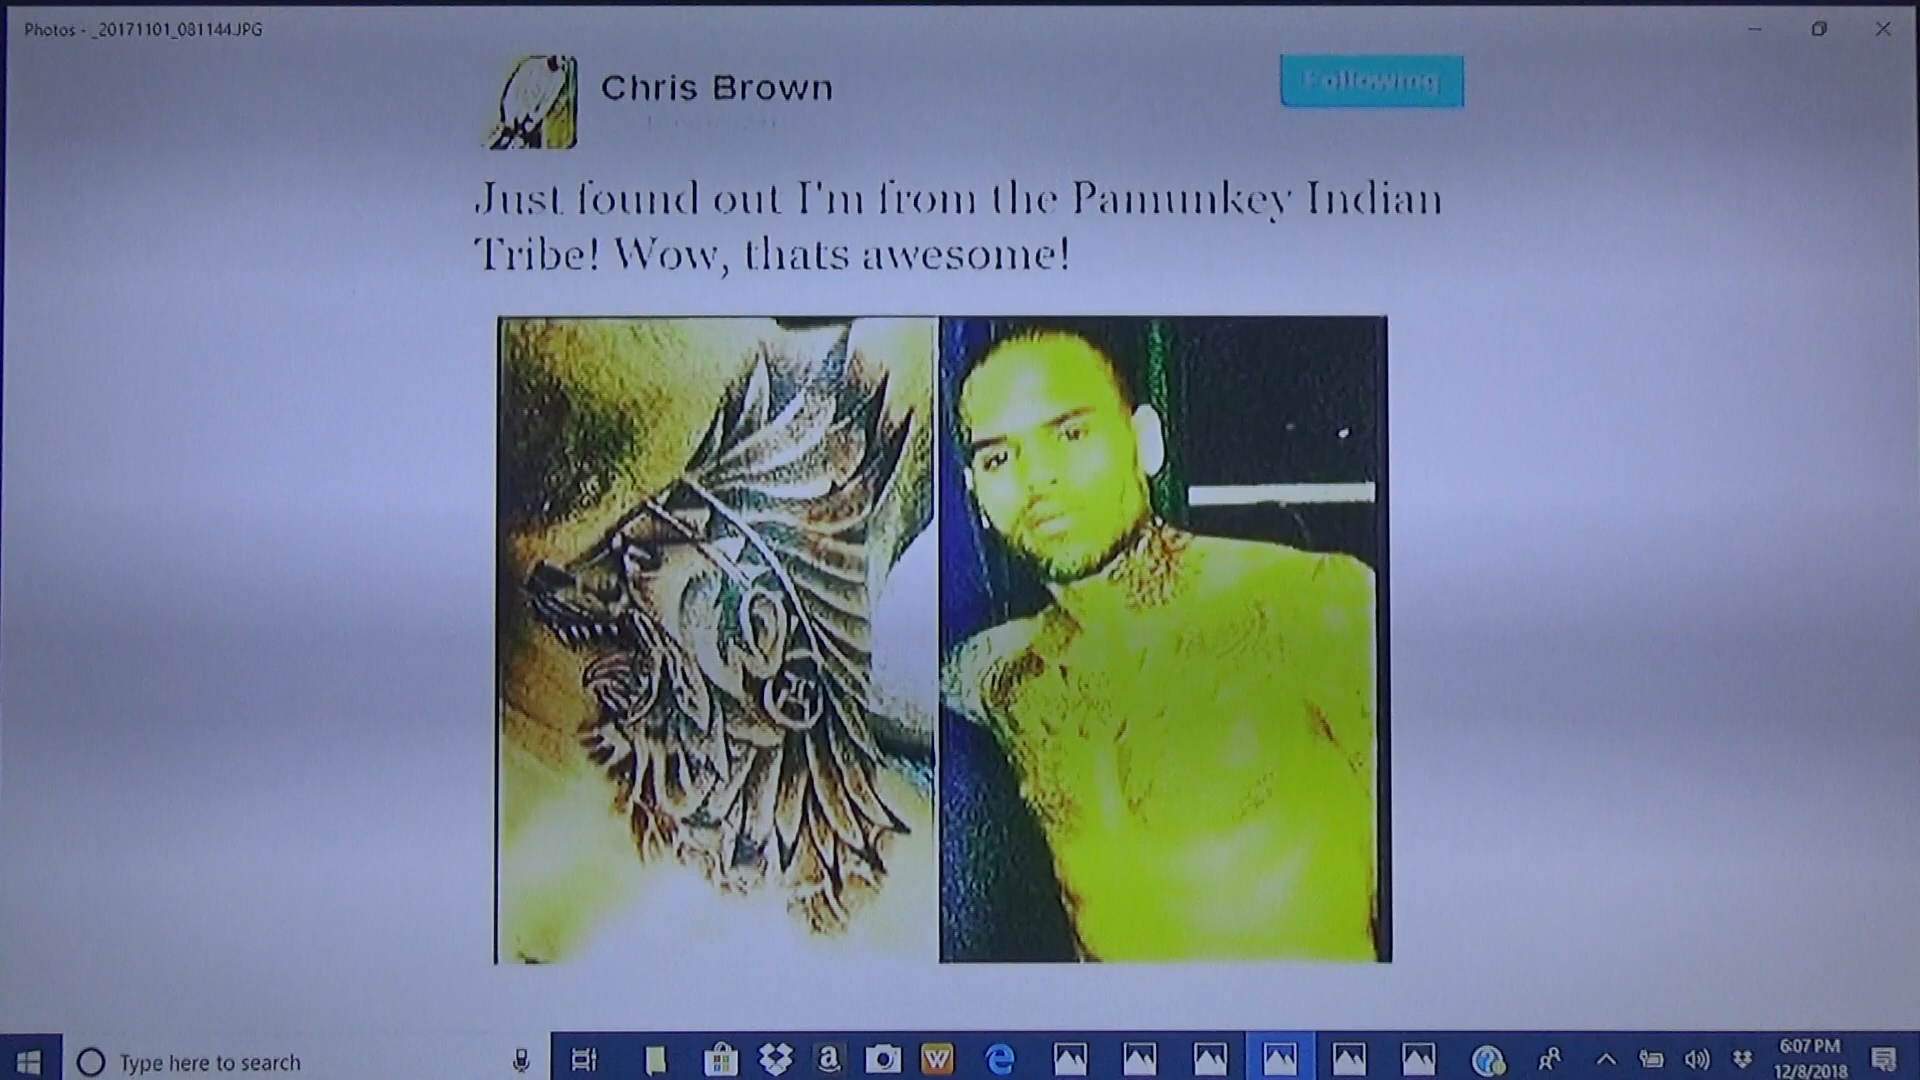 Photos - _20171101_081144.JPG
Chris Brown
Following
Just found out I'm from the Pamunkey Indian
Tribe! Wow, thats awesome!
Type here to search
6:07 PM
12/8/2018